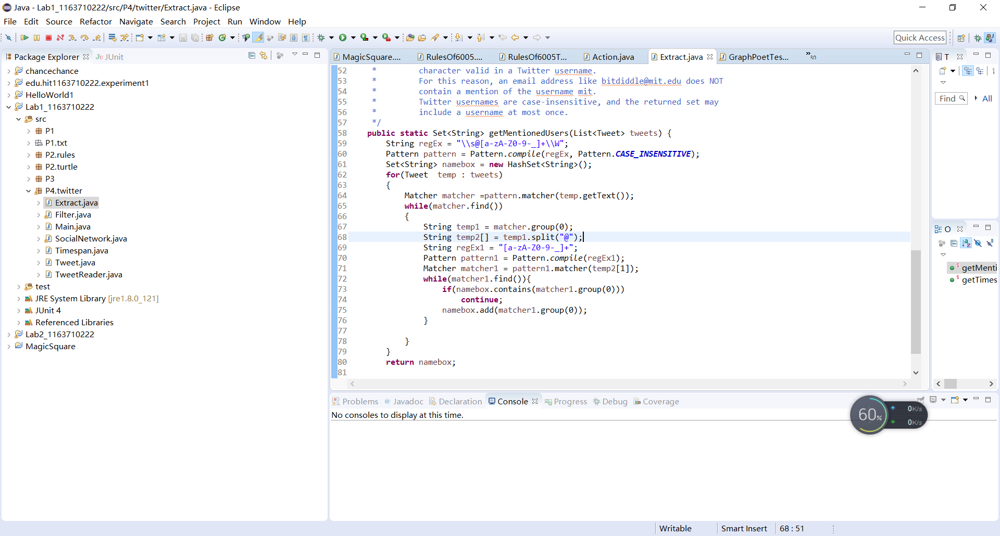 Java - Lab1_1163710222/src/P4/twitter/Extract.java - Eclipse
File Edit Source Refactor Navigate Search Project Run Window Help
Quick Access
Package Explorer JUnit
chancechance
edu.hit1163710222.experiment1
HelloWorld1
Lab1_1163710222
src
P1
P1.txt
P2.rules
P2.turtle
P3
P4.twitter
Extract.java
Filter.java
Main.java
SocialNetwork.java
Timespan.java
Tweet.java
TweetReader.java
test
JRE System Library [jre1.8.0_121]
JUnit 4
Referenced Libraries
Lab2_1163710222
MagicSquare
MagicSquare.... RulesOf6005.... RulesOf6005T... Action.java Extract.java GraphPoetTes... »30
52 * character valid in a Twitter username.
53 * For this reason, an email address like bitdiddle@mit.edu does NOT
54 * contain a mention of the username mit.
55 * Twitter usernames are case-insensitive, and the returned set may
56 * include a username at most once.
57 */
58 public static Set<String> getMentionedUsers(List<Tweet> tweets) {
59 String regEx = "\\s@[a-zA-Z0-9-_]+\\W";
60 Pattern pattern = Pattern.compile(regEx, Pattern.CASE_INSENSITIVE);
61 Set<String> namebox = new HashSet<String>();
62 for(Tweet  temp : tweets)
63 {
64 Matcher matcher =pattern.matcher(temp.getText());
65 while(matcher.find())
66 {
67 String temp1 = matcher.group(0);
68 String temp2[] = temp1.split("@");
69 String regEx1 = "[a-zA-Z0-9-_]+";
70 Pattern pattern1 = Pattern.compile(regEx1);
71 Matcher matcher1 = pattern1.matcher(temp2[1]);
72 while(matcher1.find()){
73 if(namebox.contains(matcher1.group(0)))
74 continue;
75 namebox.add(matcher1.group(0));
76 }
77
78 }
79 }
80 return namebox;
81
T
Find All
O
getMenti
getTimes
Problems @ Javadoc Declaration Console Progress Debug Coverage
No consoles to display at this time.
60% 0K/s
0K/s
Writable Smart Insert 68 : 51